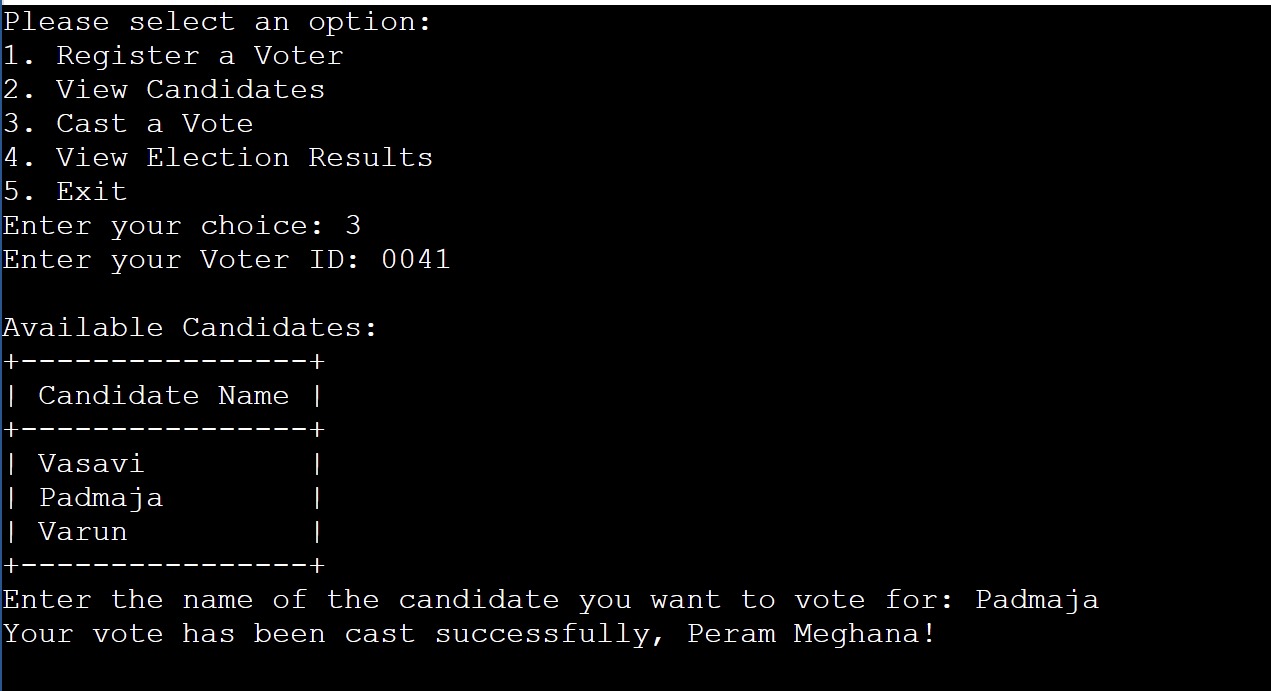 Please select an option:
1. Register a Voter
2. View Candidates
3. Cast a Vote
4. View Election Results
5. Exit
Enter your choice: 3
Enter your Voter ID: 0041

Available Candidates:
+----------------+
| Candidate Name |
+----------------+
| Vasavi         |
| Padmaja        |
| Varun          |
+----------------+
Enter the name of the candidate you want to vote for: Padmaja
Your vote has been cast successfully, Peram Meghana!